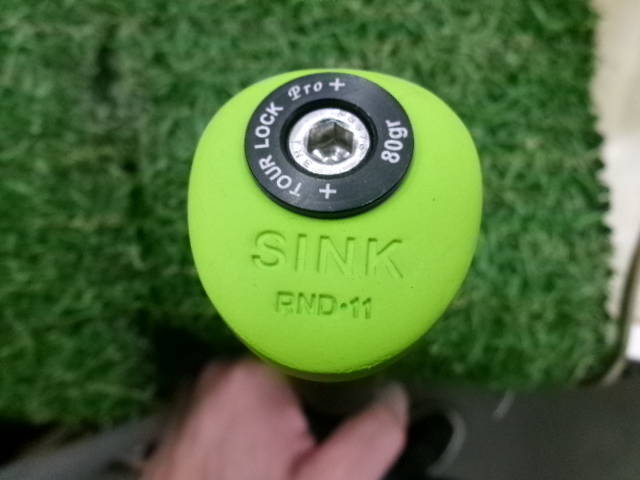 TOUR LOCK Pro+
80gr
+
SINK
RND•11